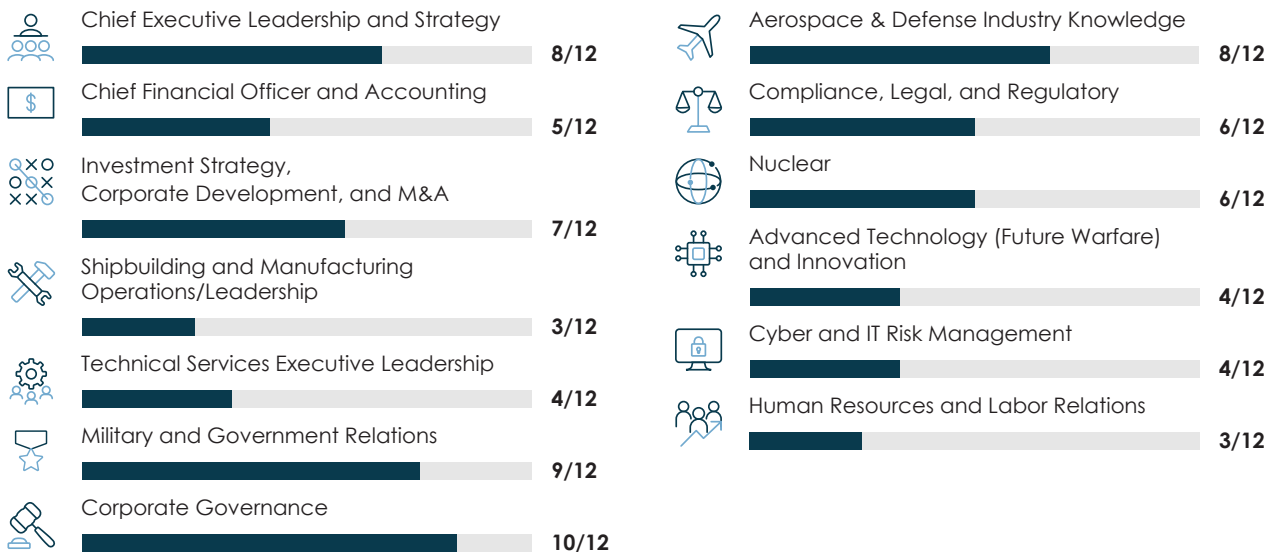 Chief Executive Leadership and Strategy
8/12
Chief Financial Officer and Accounting
5/12
Investment Strategy,
Corporate Development, and M&A
7/12
Shipbuilding and Manufacturing
Operations/Leadership
3/12
Technical Services Executive Leadership
4/12
Military and Government Relations
9/12
Corporate Governance
10/12
Aerospace & Defense Industry Knowledge
8/12
Compliance, Legal, and Regulatory
6/12
Nuclear
6/12
Advanced Technology (Future Warfare)
and Innovation
4/12
Cyber and IT Risk Management
4/12
Human Resources and Labor Relations
3/12